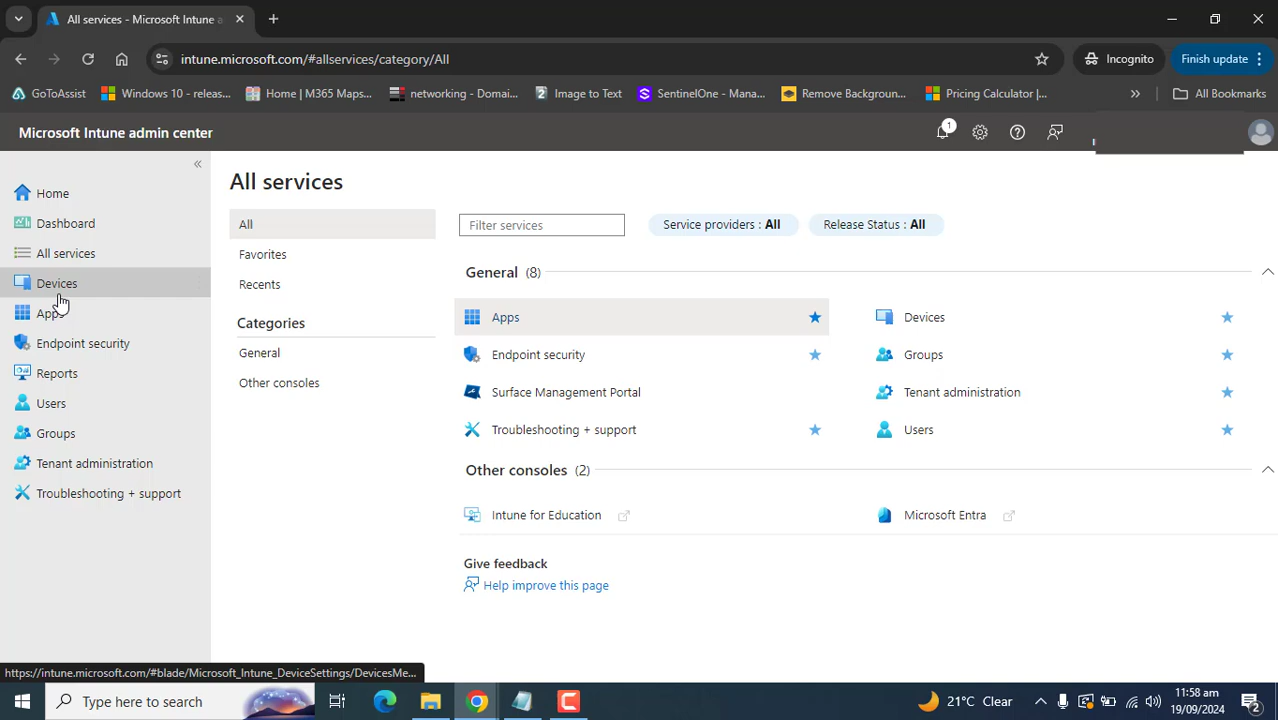 All services - Microsoft Intune a
intune.microsoft.com/#allservices/category/All
Incognito
Finish update
GoToAssist
Windows 10 - releas...
Home | M365 Maps...
networking - Domai...
Image to Text
SentinelOne - Mana...
Remove Backgroun...
Pricing Calculator |...
All Bookmarks
Microsoft Intune admin center
1
Home
Dashboard
All services
Devices
Apps
Endpoint security
Reports
Users
Groups
Tenant administration
Troubleshooting + support
All services
All
Favorites
Recents
Categories
General
Other consoles
Filter services
Service providers : All
Release Status : All
General (8)
Apps
Devices
Endpoint security
Groups
Surface Management Portal
Tenant administration
Troubleshooting + support
Users
Other consoles (2)
Intune for Education
Microsoft Entra
Give feedback
Help improve this page
https://intune.microsoft.com/#blade/Microsoft_Intune_DeviceSettings/DevicesMe...
Type here to search
21°C Clear
11:58 am
19/09/2024
2